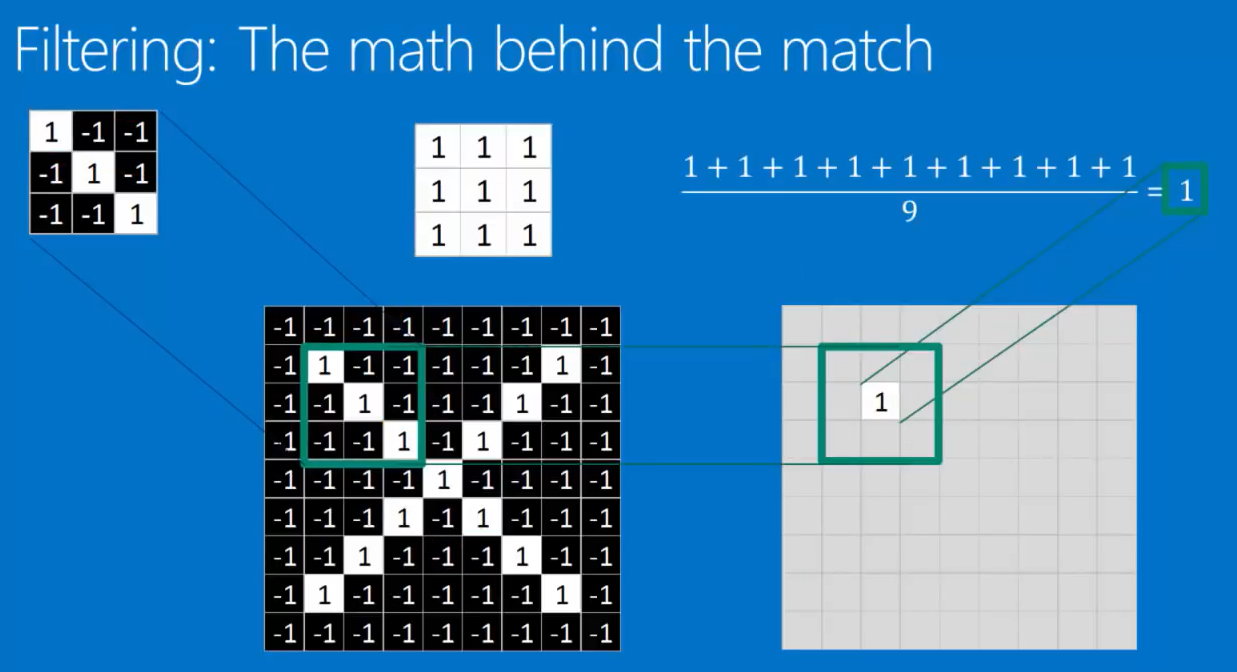 Filtering: The math behind the match
1 -1 -1
-1 1 -1
-1 -1 1
1 1 1
1 1 1
1 1 1
1 + 1 + 1 + 1 + 1 + 1 + 1 + 1 + 1
9
= 1
-1 -1 -1 -1 -1 -1 -1 -1 -1
-1 1 -1 -1 -1 -1 -1 1 -1
-1 -1 1 -1 -1 -1 1 -1 -1
-1 -1 -1 1 -1 1 -1 -1 -1
-1 -1 -1 -1 1 -1 -1 -1 -1
-1 -1 -1 1 -1 1 -1 -1 -1
-1 -1 1 -1 -1 -1 1 -1 -1
-1 1 -1 -1 -1 -1 -1 1 -1
-1 -1 -1 -1 -1 -1 -1 -1 -1
1